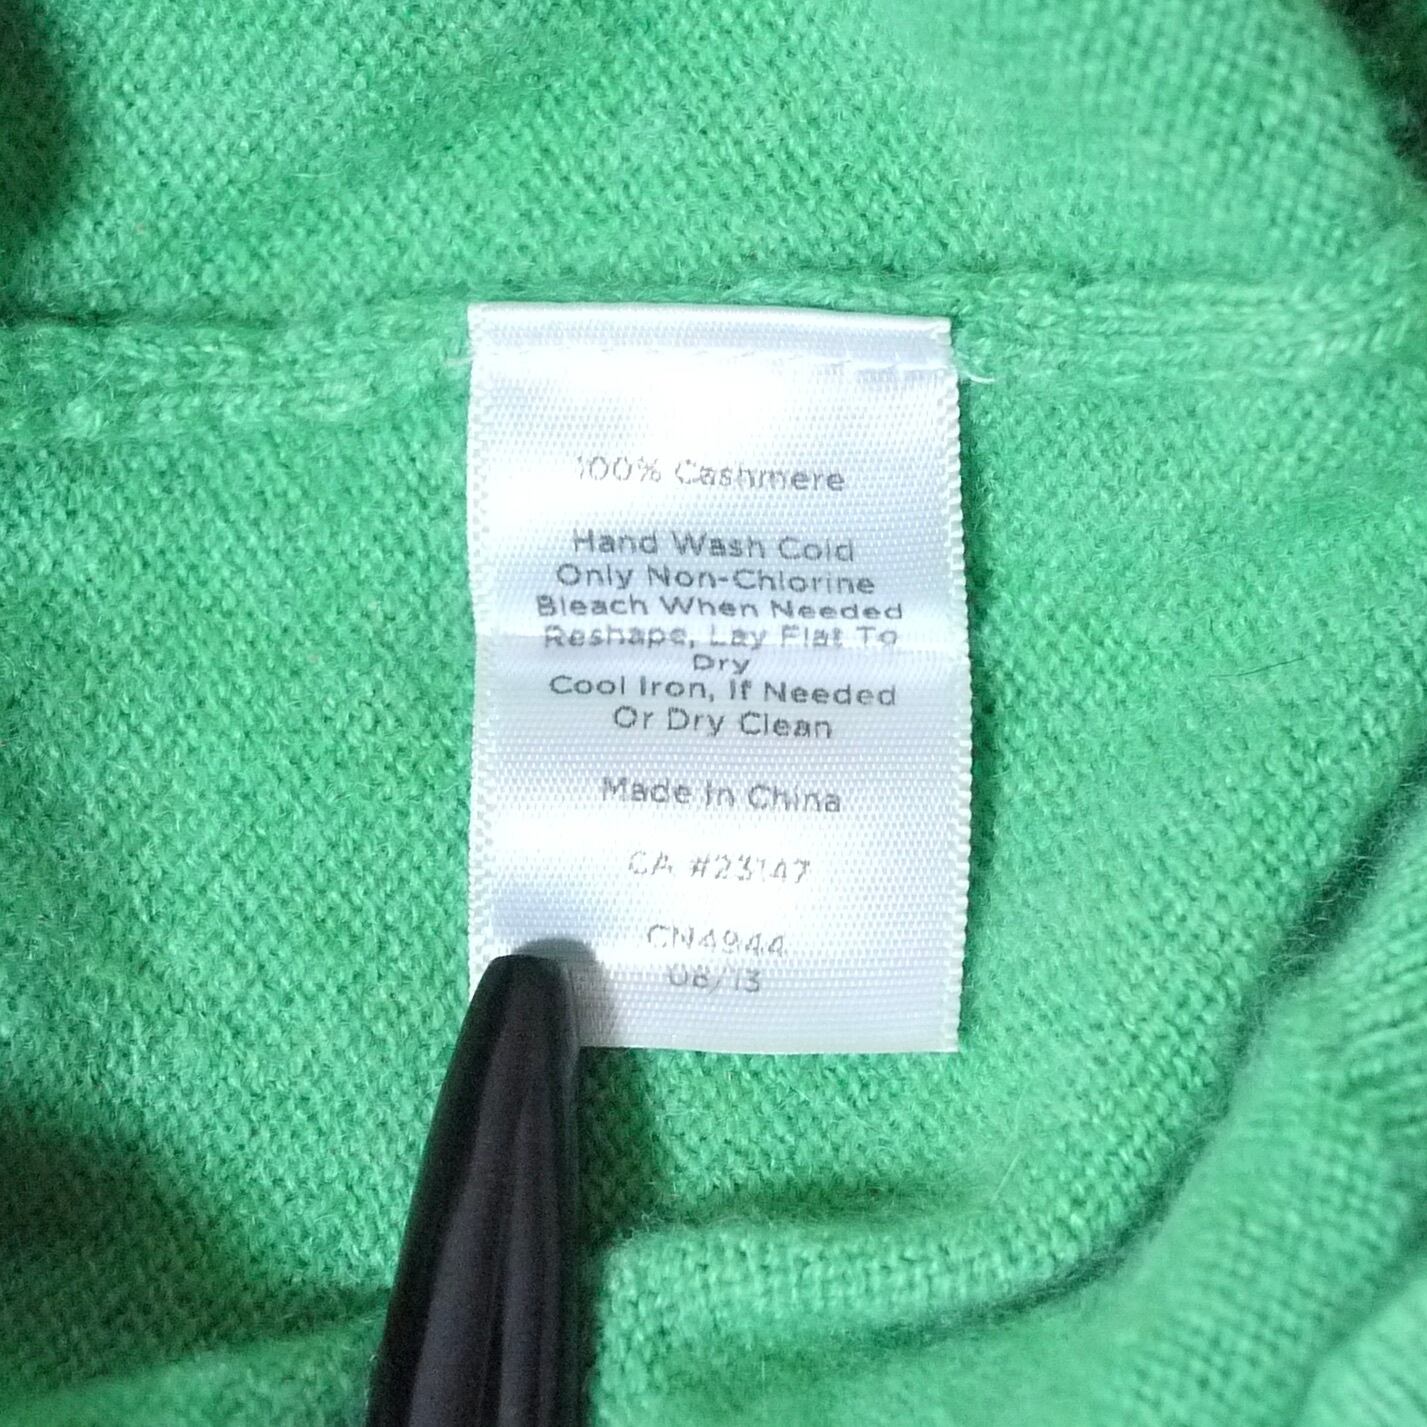 100% Cashmere
Hand Wash Cold
Only Non-Chlorine
Bleach When Needed
Reshape, Lay Flat To
Dry
Cool Iron, If Needed
Or Dry Clean
Made In China
CA #23147
CN4944
08/13